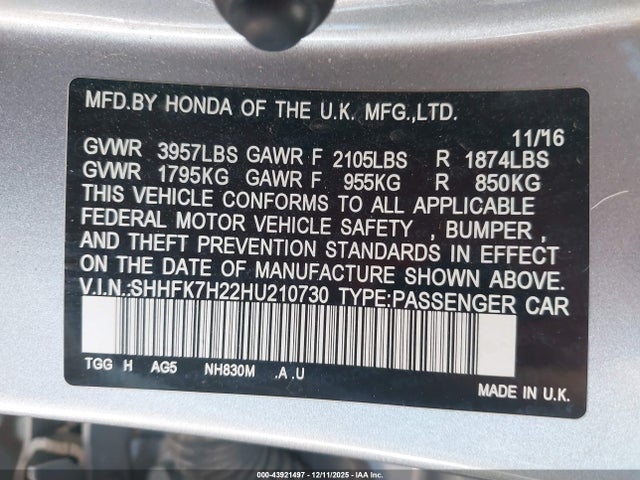 MFD.BY HONDA OF THE U.K. MFG.,LTD.
11/16
GVWR 3957LBS GAWR F 2105LBS R 1874LBS
GVWR 1795KG GAWR F 955KG R 850KG
THIS VEHICLE CONFORMS TO ALL APPLICABLE
FEDERAL MOTOR VEHICLE SAFETY , BUMPER ,
AND THEFT PREVENTION STANDARDS IN EFFECT
ON THE DATE OF MANUFACTURE SHOWN ABOVE.
V.I.N.:SHHFK7H22HU210730 TYPE:PASSENGER CAR
TGG H AG5 NH830M .A .U
MADE IN U.K.
000-43921497 - 12/11/2025 - IAA Inc.